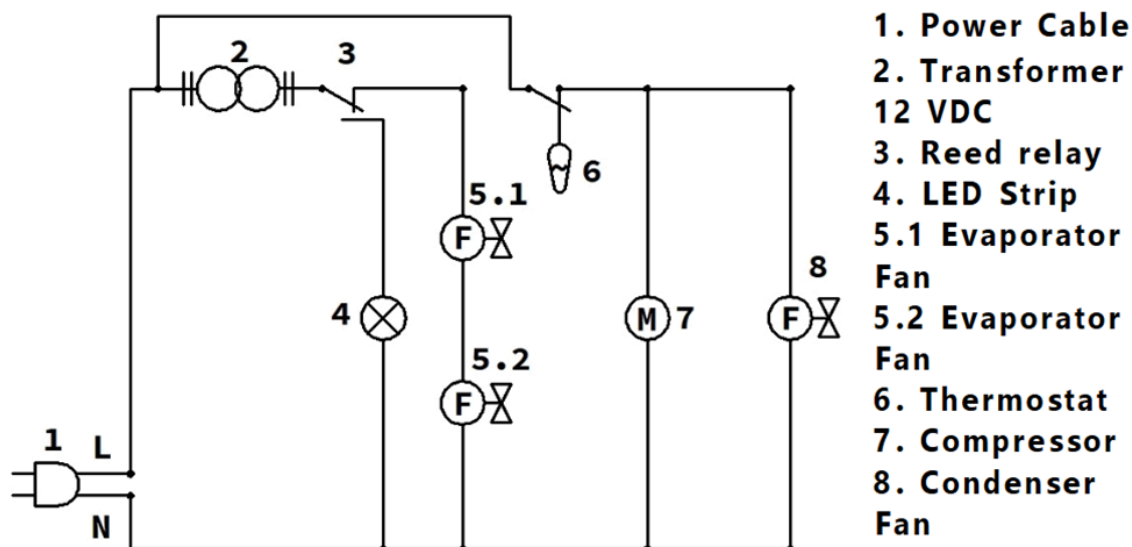 2
3
5.1
6
4
7
8
5.2
F
F
M
F
1
L
N
1. Power Cable
2. Transformer
12 VDC
3. Reed relay
4. LED Strip
5.1 Evaporator
Fan
5.2 Evaporator
Fan
6. Thermostat
7. Compressor
8. Condenser
Fan